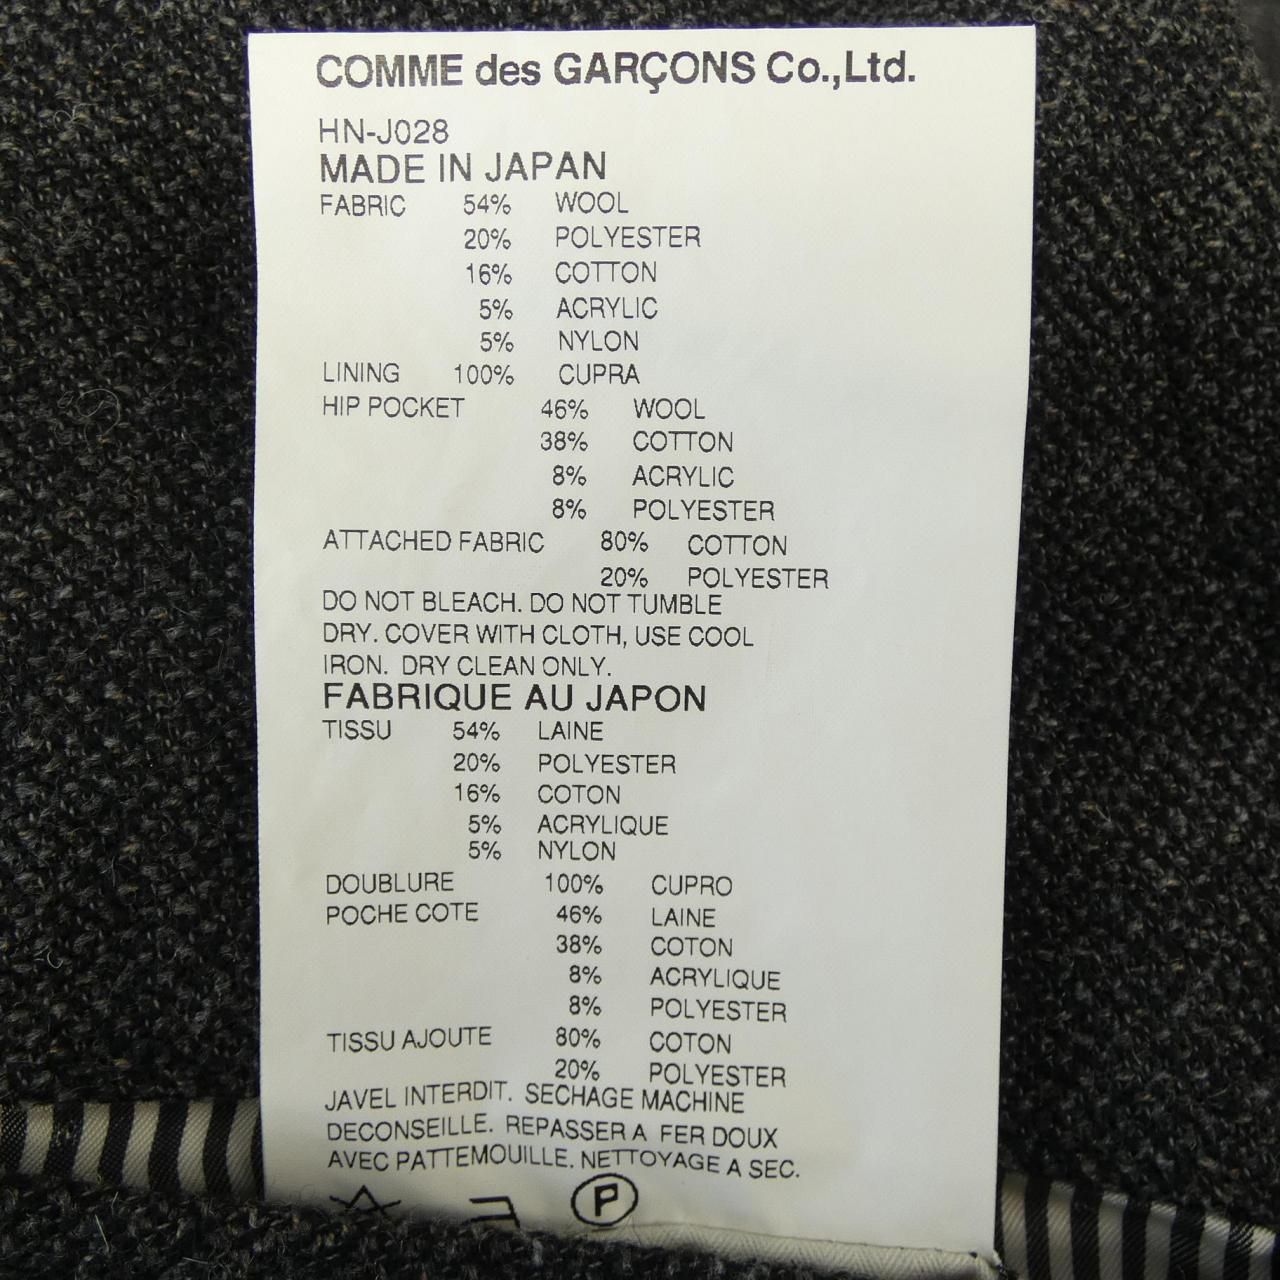 COMME des GARÇONS Co.,Ltd.
HN-J028
MADE IN JAPAN
FABRIC 54% WOOL
20% POLYESTER
16% COTTON
5% ACRYLIC
5% NYLON
LINING 100% CUPRA
HIP POCKET 46% WOOL
38% COTTON
8% ACRYLIC
8% POLYESTER
ATTACHED FABRIC 80% COTTON
20% POLYESTER
DO NOT BLEACH. DO NOT TUMBLE
DRY. COVER WITH CLOTH, USE COOL
IRON. DRY CLEAN ONLY.
FABRIQUE AU JAPON
TISSU 54% LAINE
20% POLYESTER
16% COTON
5% ACRYLIQUE
5% NYLON
DOUBLURE 100% CUPRO
POCHE COTE 46% LAINE
38% COTON
8% ACRYLIQUE
8% POLYESTER
TISSU AJOUTE 80% COTON
20% POLYESTER
JAVEL INTERDIT. SECHAGE MACHINE
DECONSEILLE. REPASSER A FER DOUX
AVEC PATTEMOUILLE. NETTOYAGE A SEC.
P